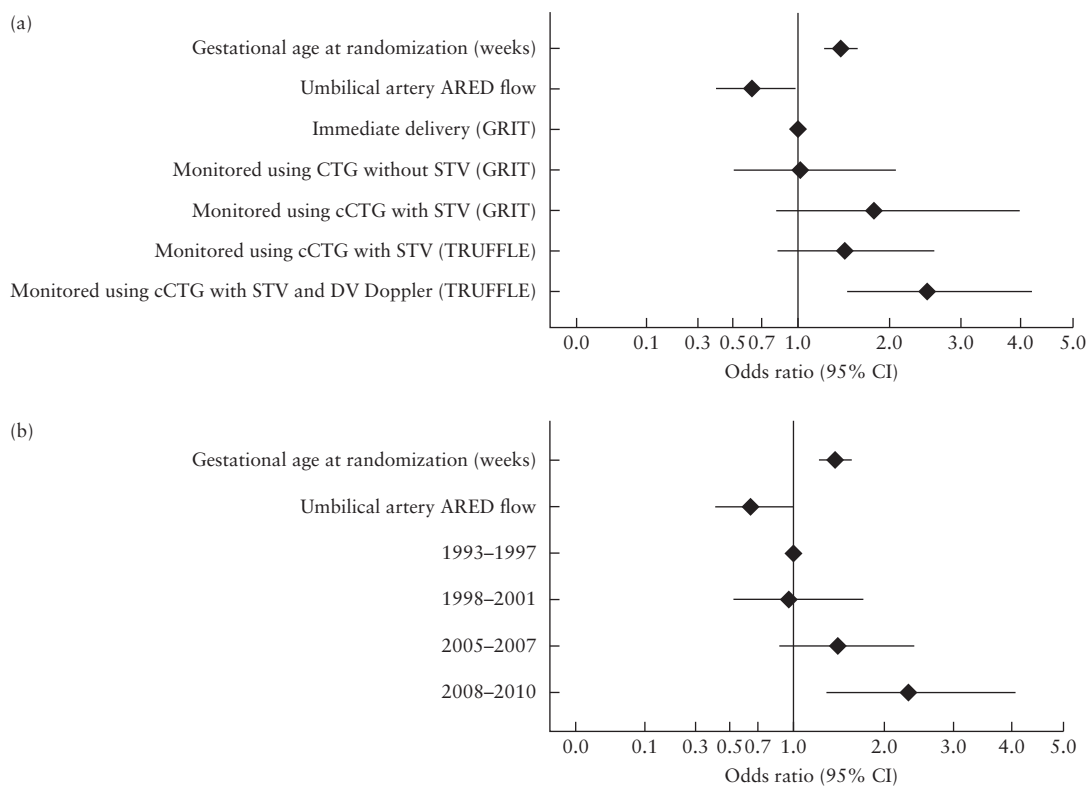 (a)
Gestational age at randomization (weeks)
Umbilical artery ARED flow
Immediate delivery (GRIT)
Monitored using CTG without STV (GRIT)
Monitored using cCTG with STV (GRIT)
Monitored using cCTG with STV (TRUFFLE)
Monitored using cCTG with STV and DV Doppler (TRUFFLE)
0.0 0.1 0.3 0.5 0.7 1.0 2.0 3.0 4.0 5.0
Odds ratio (95% CI)
(b)
Gestational age at randomization (weeks)
Umbilical artery ARED flow
1993–1997
1998–2001
2005–2007
2008–2010
0.0 0.1 0.3 0.5 0.7 1.0 2.0 3.0 4.0 5.0
Odds ratio (95% CI)